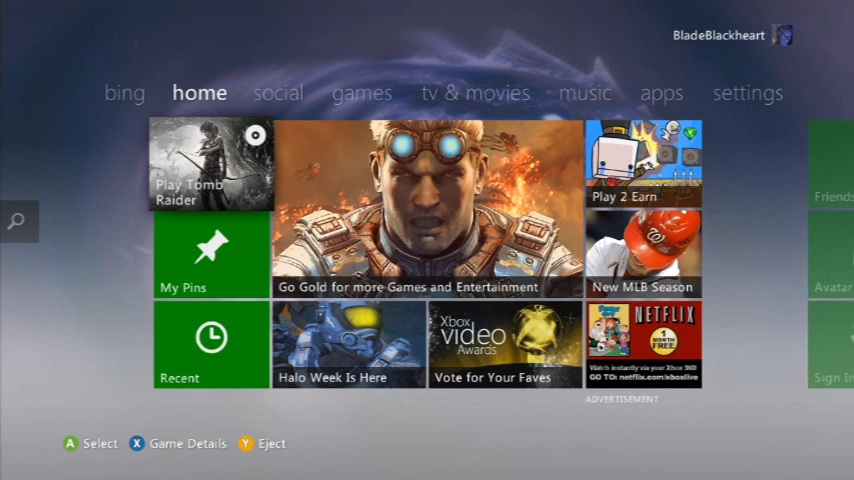 BladeBlackheart
bing home social games tv & movies music apps settings
Play Tomb
Raider
Go Gold for more Games and Entertainment
Play 2 Earn
My Pins
New MLB Season
Recent
Halo Week Is Here
Xbox
video
Awards
Vote for Your Faves
NETFLIX
1
MONTH
FREE
Watch instantly via your Xbox 360!
GO TO: netflix.com/xboxlive
ADVERTISEMENT
Friends
Avatar
Sign In
A Select X Game Details Y Eject